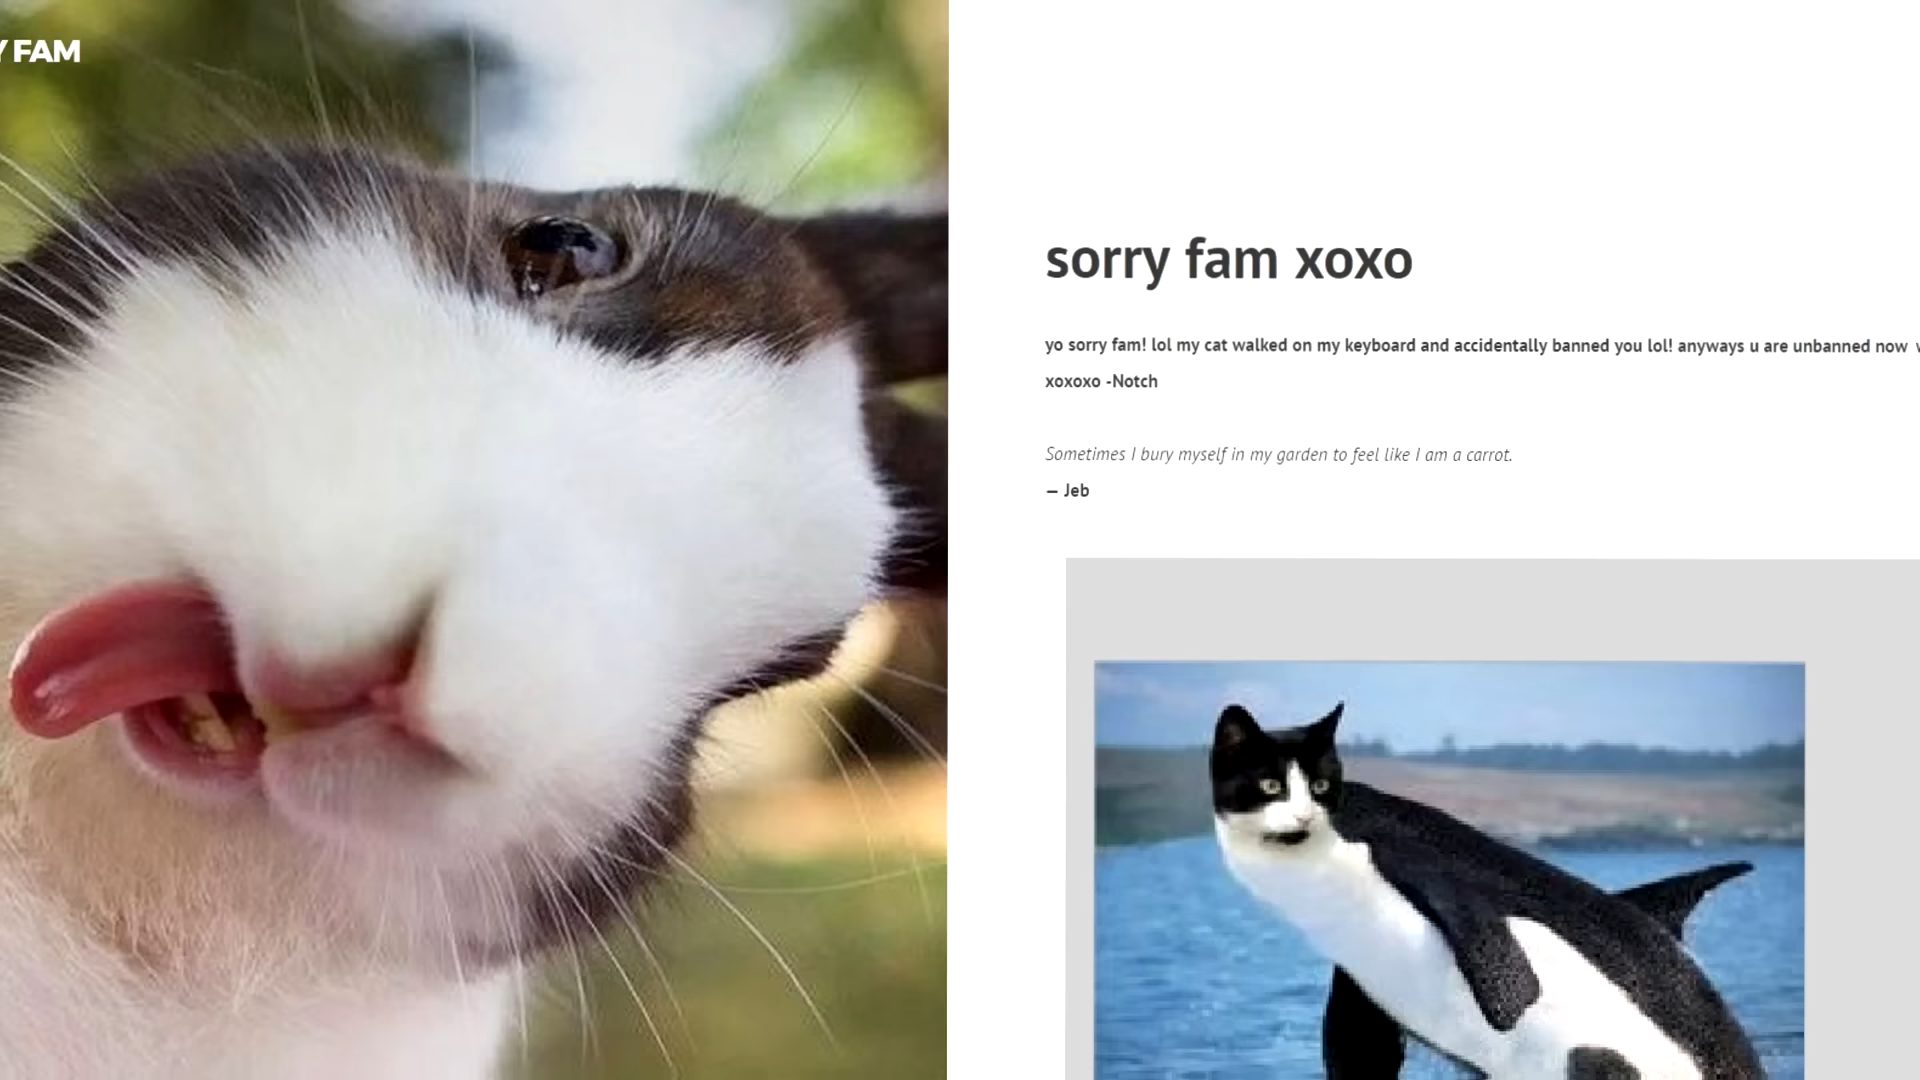 Y FAM
sorry fam xoxo
yo sorry fam! lol my cat walked on my keyboard and accidentally banned you lol! anyways u are unbanned now
xoxoxo -Notch
Sometimes I bury myself in my garden to feel like I am a carrot.
— Jeb